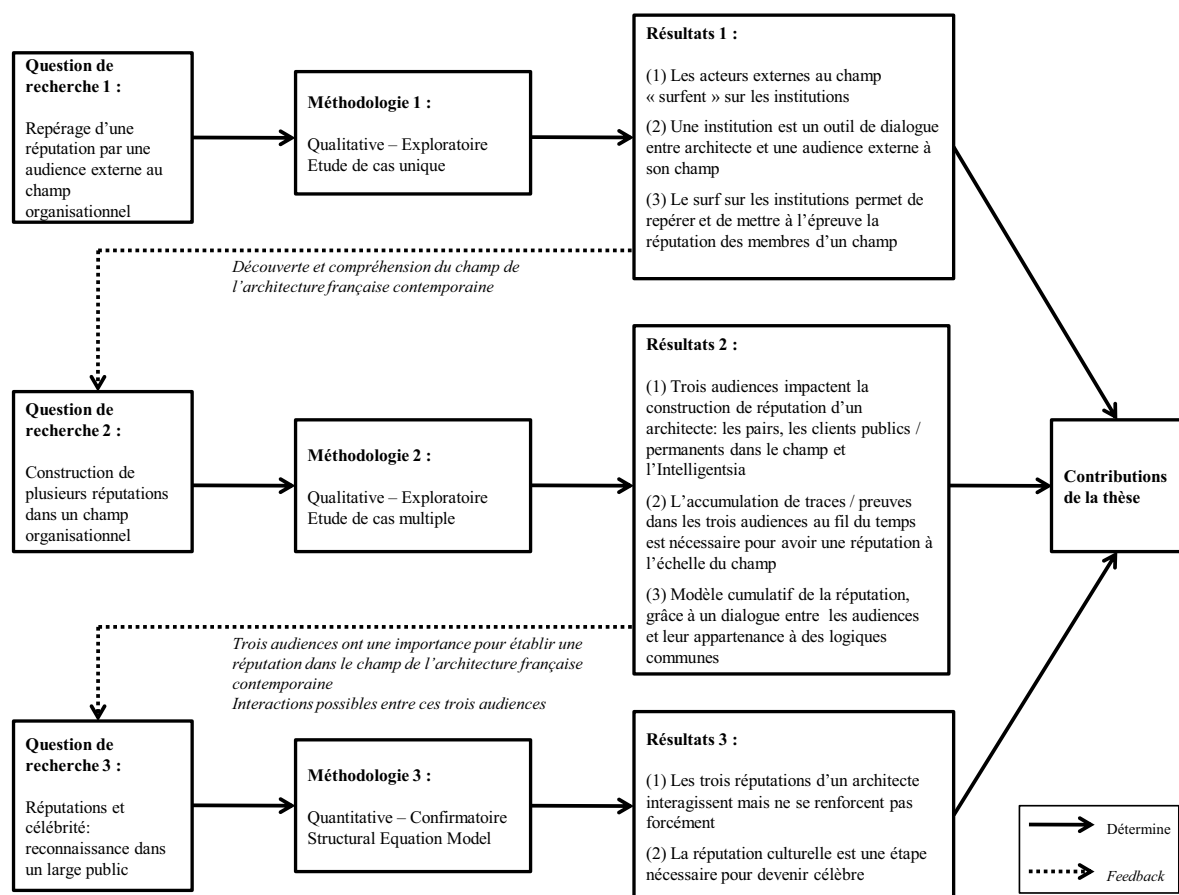 Question de
recherche 1 :
Repérage d’une
réputation par une
audience externe au
champ
organisationnel
Méthodologie 1 :
Qualitative – Exploratoire
Etude de cas unique
Résultats 1 :
(1) Les acteurs externes au champ
« surfent » sur les institutions
(2) Une institution est un outil de dialogue
entre architecte et une audience externe à
son champ
(3) Le surf sur les institutions permet de
repérer et de mettre à l’épreuve la
réputation des membres d’un champ
Découverte et compréhension du champ de
l’architecture française contemporaine
Question de
recherche 2 :
Construction de
plusieurs réputations
dans un champ
organisationnel
Méthodologie 2 :
Qualitative – Exploratoire
Etude de cas multiple
Résultats 2 :
(1) Trois audiences impactent la
construction de réputation d’un
architecte: les pairs, les clients publics /
permanents dans le champ et
l’Intelligentsia
(2) L’accumulation de traces / preuves
dans les trois audiences au fil du temps
est nécessaire pour avoir une réputation à
l’échelle du champ
(3) Modèle cumulatif de la réputation,
grâce à un dialogue entre les audiences
et leur appartenance à des logiques
communes
Contributions
de la thèse
Trois audiences ont une importance pour établir une
réputation dans le champ de l’architecture française
contemporaine
Interactions possibles entre ces trois audiences
Question de
recherche 3 :
Réputations et
célébrité:
reconnaissance dans
un large public
Méthodologie 3 :
Quantitative – Confirmatoire
Structural Equation Model
Résultats 3 :
(1) Les trois réputations d’un architecte
interagissent mais ne se renforcent pas
forcément
(2) La réputation culturelle est une étape
nécessaire pour devenir célèbre
Détermine
Feedback